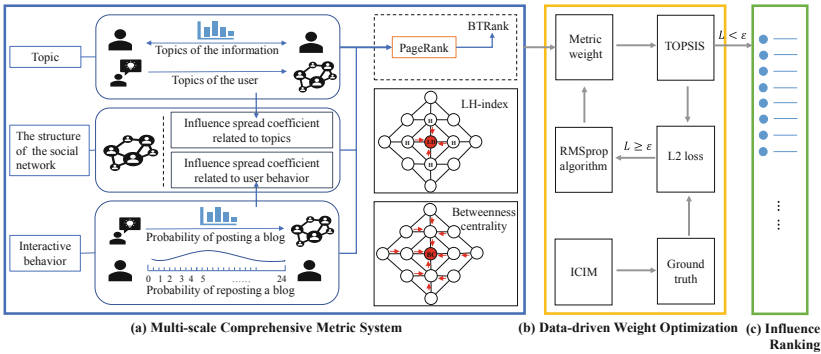 Topic
Topics of the information
Topics of the user
The structure
of the social
network
Influence spread coefficient
related to topics
Influence spread coefficient
related to user behavior
Interactive
behavior
Probability of posting a blog
0 1 2 3 4 5 ...... 24
Probability of reposting a blog
PageRank
BTRank
LH-index
H
H LH H
H
Betweenness
centrality
BC
(a) Multi-scale Comprehensive Metric System
Metric
weight
TOPSIS
L < ε
RMSprop
algorithm
L ≥ ε
L2 loss
ICIM
Ground
truth
(b) Data-driven Weight Optimization
(c) Influence
Ranking